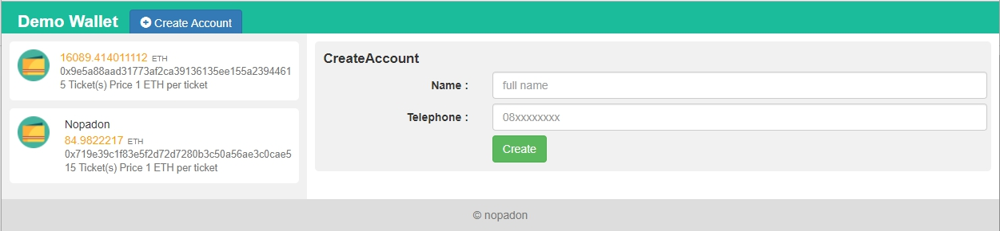 Demo Wallet
Create Account
16089.414011112 ETH
0x9e5a88aad31773af2ca39136135ee155a2394461
5 Ticket(s) Price 1 ETH per ticket
Nopadon
84.9822217 ETH
0x719e39c1f83e5f2d72d7280b3c50a56ae3c0cae5
15 Ticket(s) Price 1 ETH per ticket
CreateAccount
Name : full name
Telephone : 08xxxxxxxx
Create
© nopadon